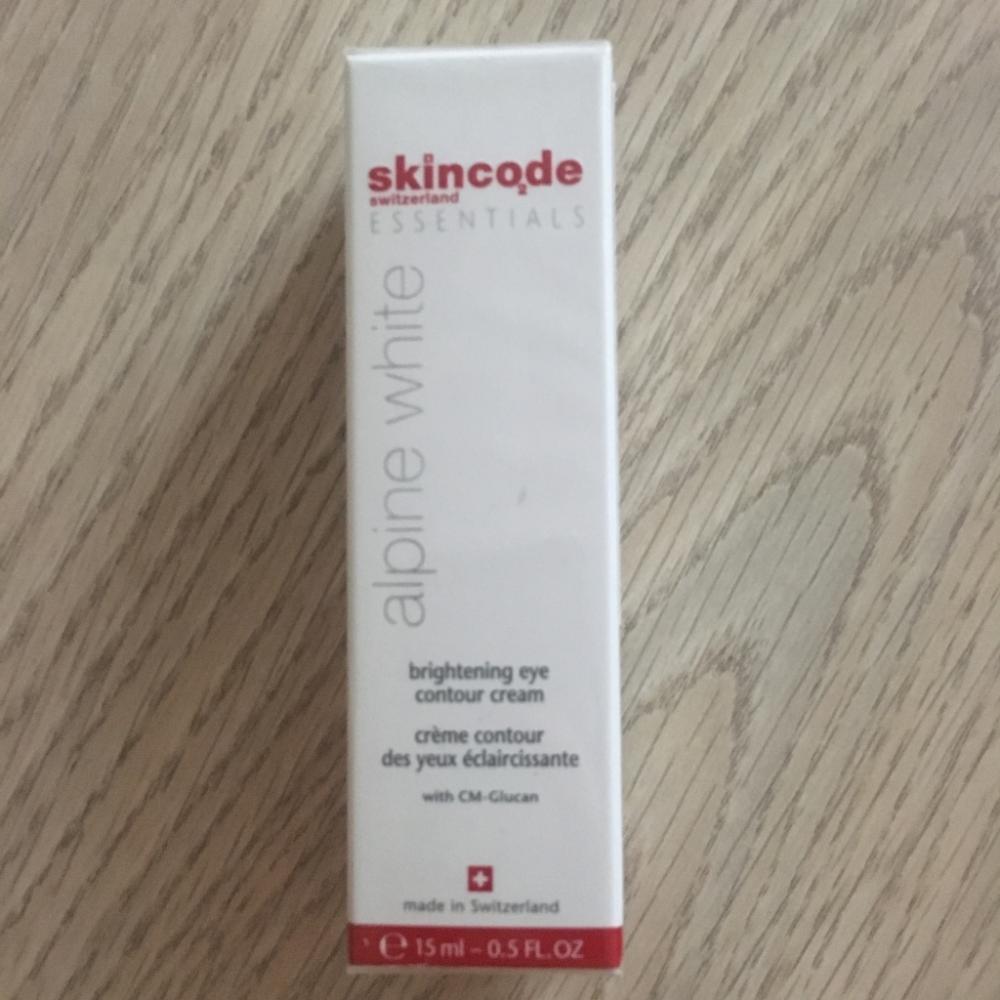 skinco2de
switzerland
ESSENTIALS
alpine white
brightening eye
contour cream
crème contour
des yeux éclaircissante
with CM-Glucan
made in Switzerland
℮ 15 ml - 0.5 FL. OZ